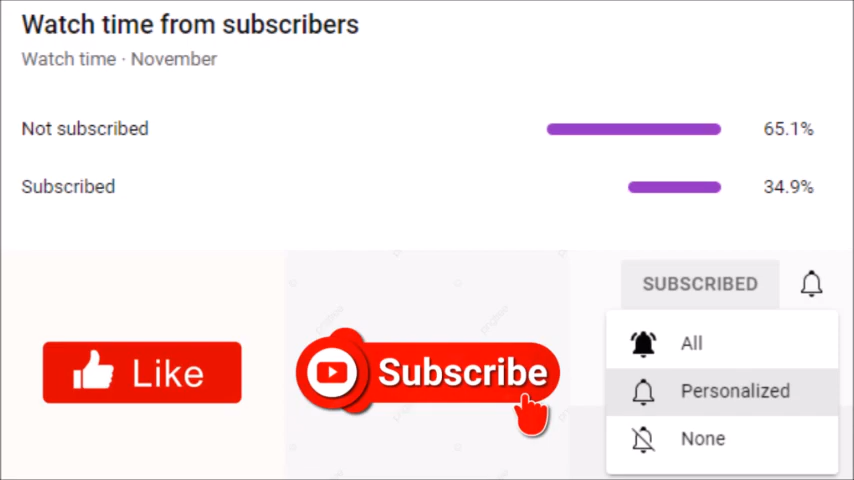 Watch time from subscribers
Watch time · November
Not subscribed 65.1%
Subscribed 34.9%
Like
Subscribe
SUBSCRIBED
All
Personalized
None